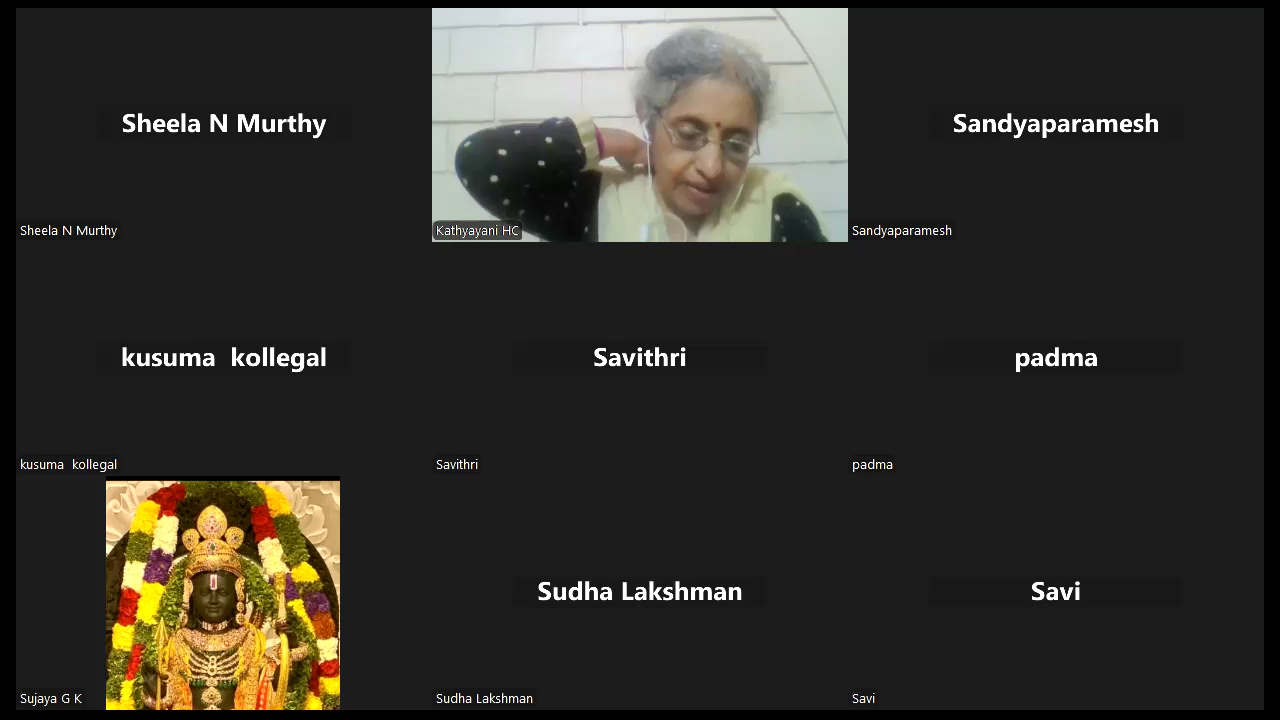 Sheela N Murthy
Sheela N Murthy
Kathyayani HC
Sandyaparamesh
Sandyaparamesh
kusuma  kollegal
kusuma  kollegal
Savithri
Savithri
padma
padma
Sujaya G K
Sudha Lakshman
Sudha Lakshman
Savi
Savi